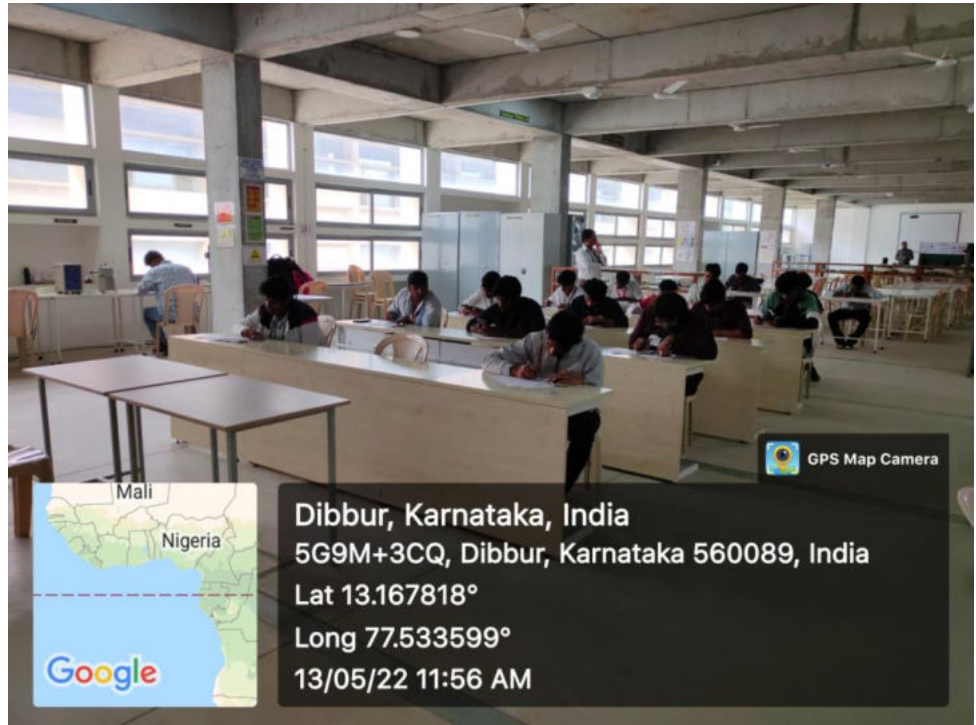 GPS Map Camera
Mali
Nigeria
Google
Dibbur, Karnataka, India
5G9M+3CQ, Dibbur, Karnataka 560089, India
Lat 13.167818°
Long 77.533599°
13/05/22 11:56 AM